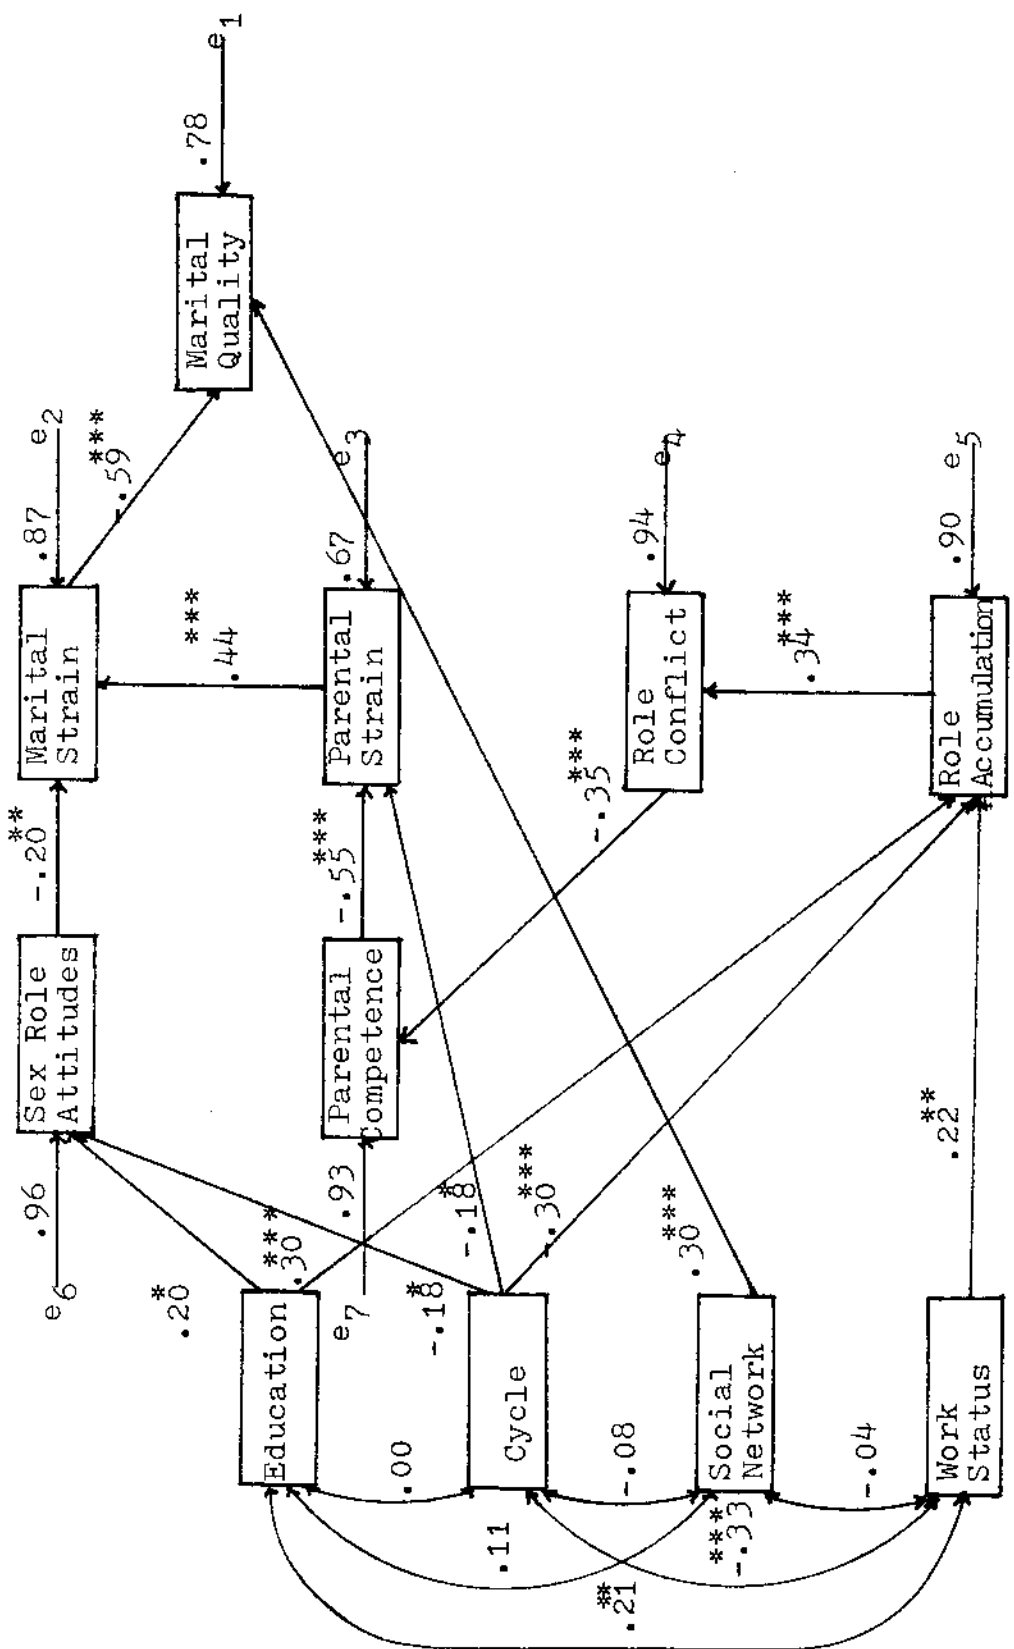 e6
.96
Sex Role
Attitudes
**
-.20
Marital
Strain
.87
e2
***
-.59
.20*
***
.44
Marital
Quality
.78
e1
Education
***
.30
e7
.93
Parental
Competence
***
-.55
Parental
Strain
.67
e3
.00
*
-.18
*
-.18
Cycle
***
-.30
.11
-.08
***
-.35
Role
Conflict
.94
e4
Social
Network
***
.30
***
-.33
**
.21
***
.34
-.04
Work
Status
**
.22
Role
Accumulation
.90
e5